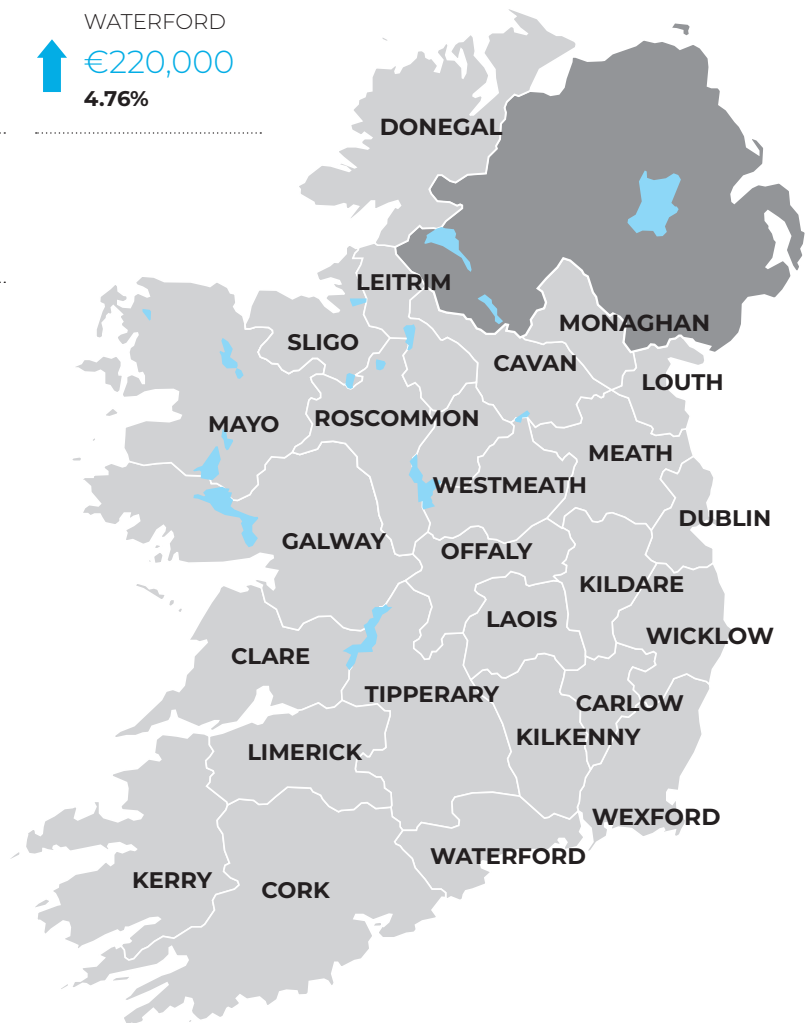 WATERFORD
€220,000
4.76%
DONEGAL
LEITRIM
MONAGHAN
SLIGO
CAVAN
LOUTH
ROSCOMMON
MAYO
MEATH
WESTMEATH
DUBLIN
GALWAY
OFFALY
KILDARE
LAOIS
WICKLOW
CLARE
TIPPERARY
CARLOW
KILKENNY
LIMERICK
WEXFORD
WATERFORD
KERRY
CORK